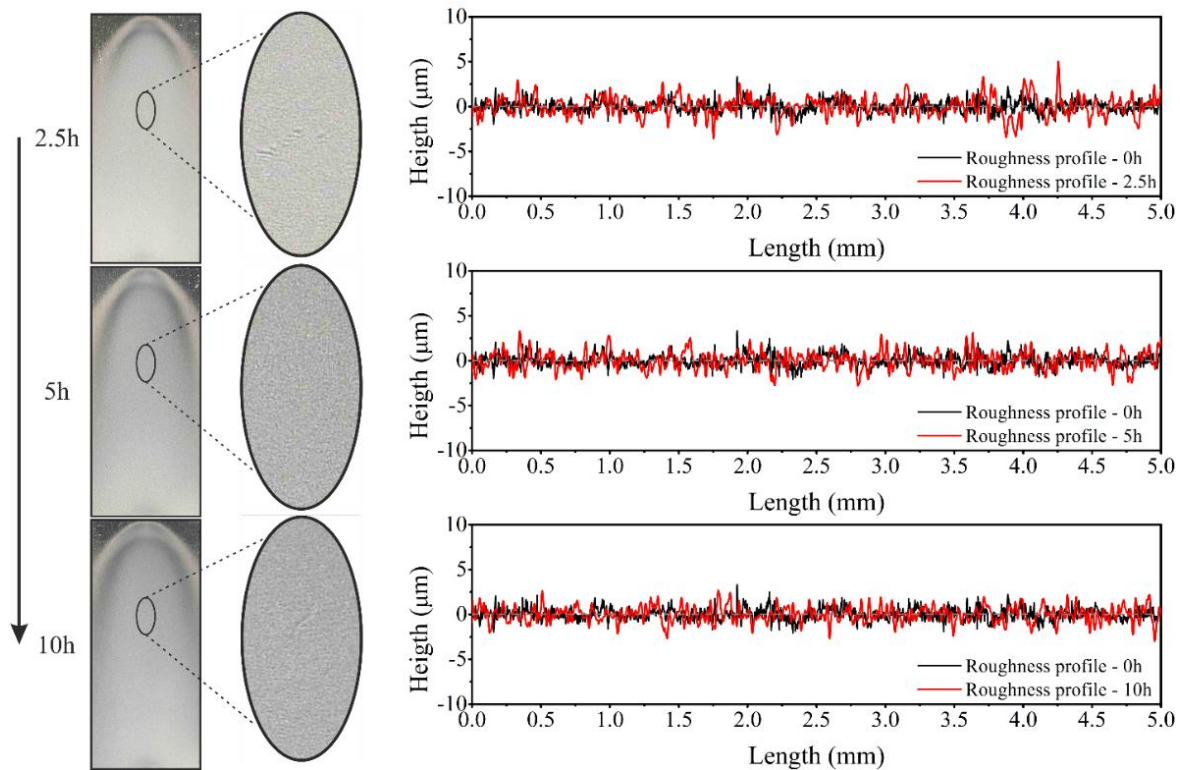 2.5h
5h
10h
Heigth (μm)
10
5
0
-5
-10
Roughness profile - 0h
Roughness profile - 2.5h
0.0 0.5 1.0 1.5 2.0 2.5 3.0 3.5 4.0 4.5 5.0
Length (mm)
Heigth (μm)
10
5
0
-5
-10
Roughness profile - 0h
Roughness profile - 5h
0.0 0.5 1.0 1.5 2.0 2.5 3.0 3.5 4.0 4.5 5.0
Length (mm)
Heigth (μm)
10
5
0
-5
-10
Roughness profile - 0h
Roughness profile - 10h
0.0 0.5 1.0 1.5 2.0 2.5 3.0 3.5 4.0 4.5 5.0
Length (mm)